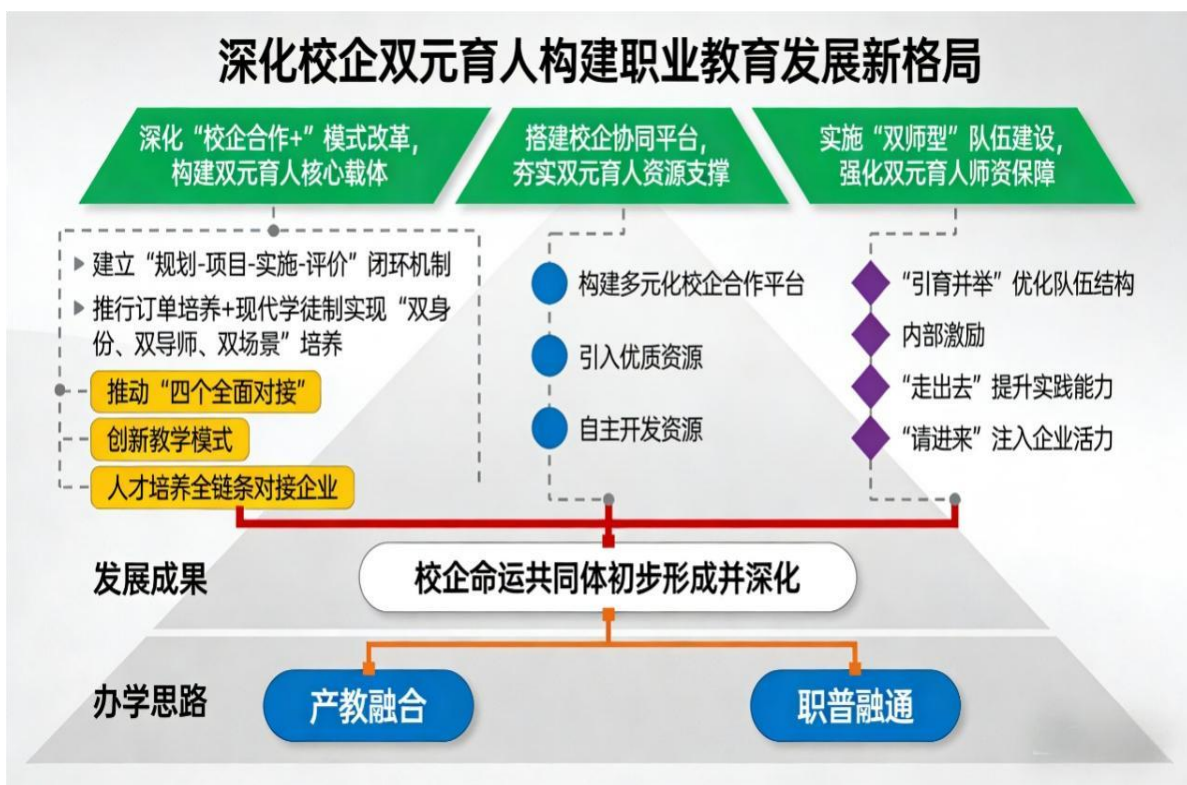 深化校企双元育人构建职业教育发展新格局
深化“校企合作+”模式改革，
构建双元育人核心载体
建立“规划-项目-实施-评价”闭环机制
推行订单培养+现代学徒制实现“双身
份、双导师、双场景”培养
推动“四个全面对接”
创新教学模式
人才培养全链条对接企业
搭建校企协同平台，
夯实双元育人资源支撑
构建多元化校企合作平台
引入优质资源
自主开发资源
实施“双师型”队伍建设，
强化双元育人师资保障
“引育并举”优化队伍结构
内部激励
“走出去”提升实践能力
“请进来”注入企业活力
发展成果
校企命运共同体初步形成并深化
办学思路
产教融合
职普融通